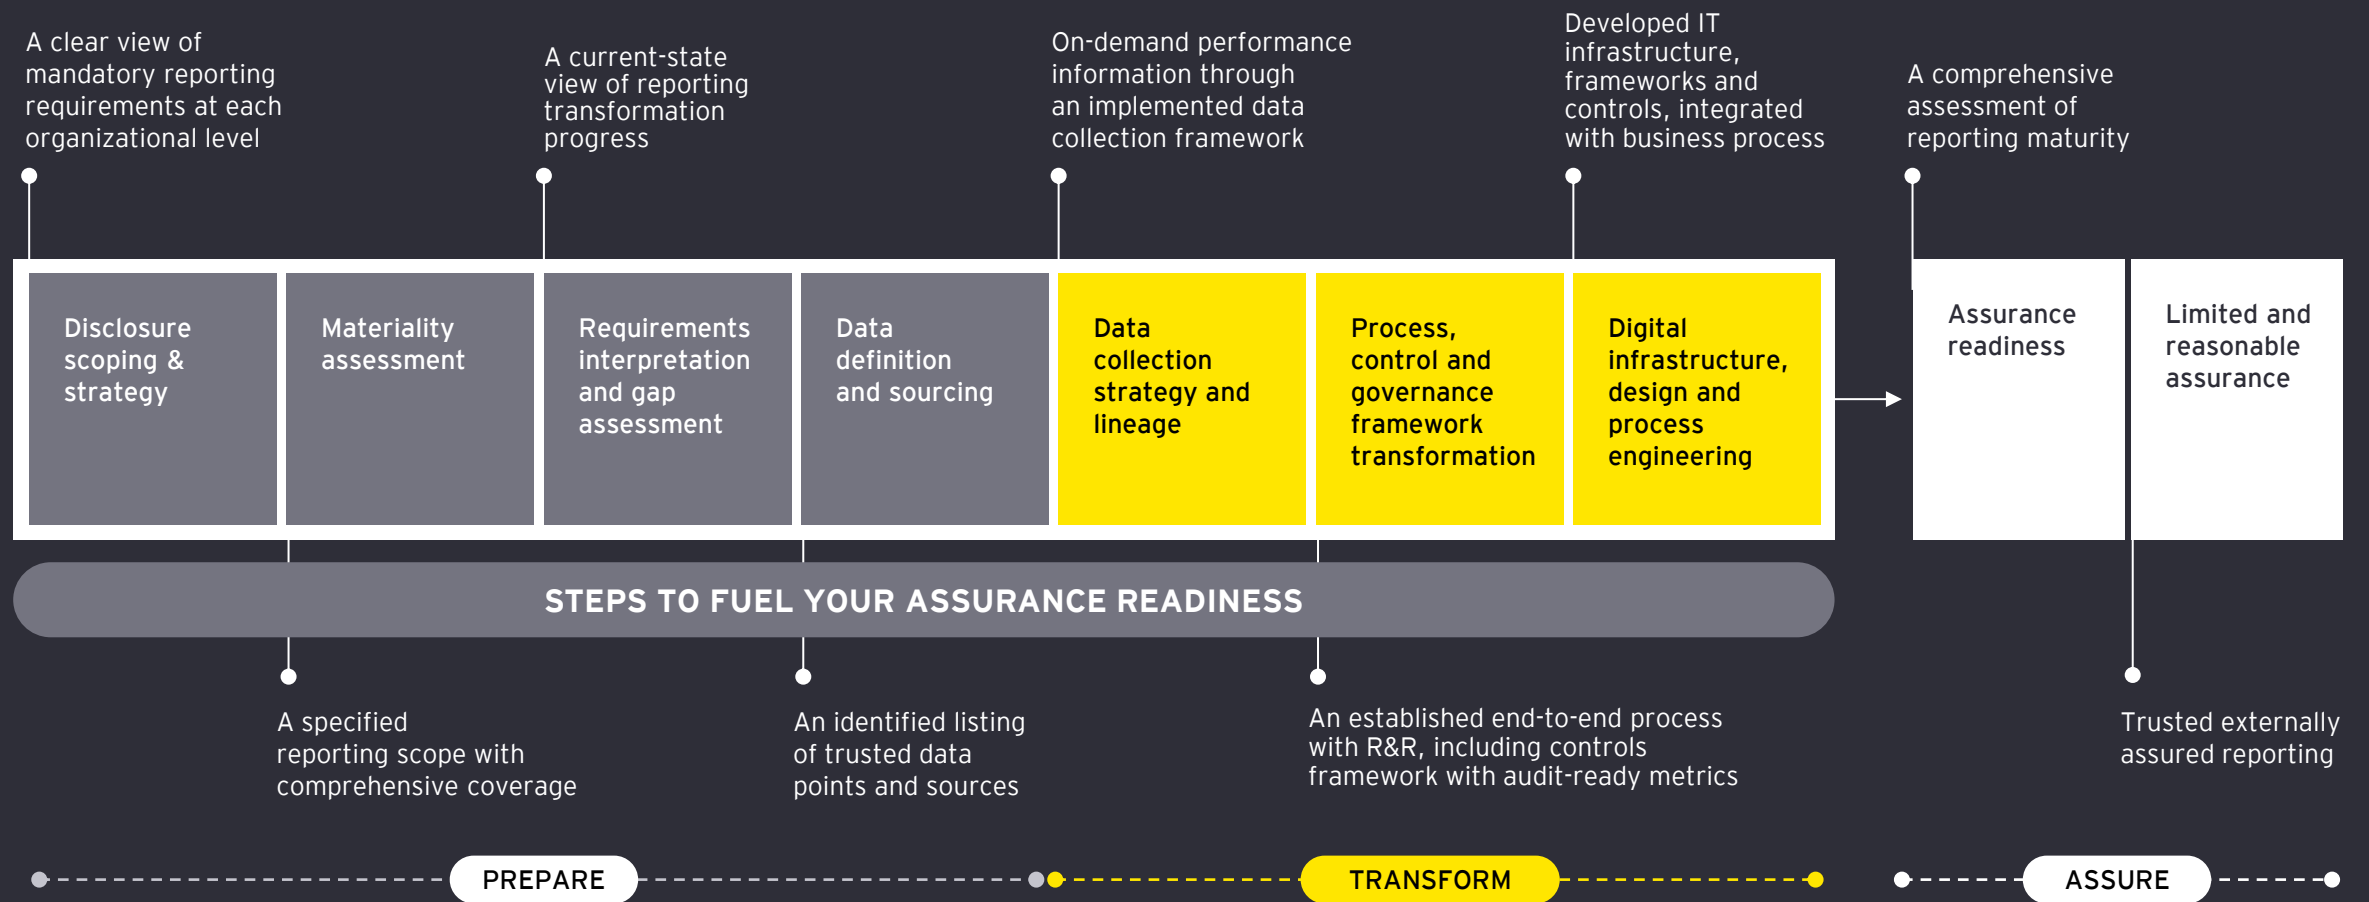 A clear view of
mandatory reporting
requirements at each
organizational level
A current-state
view of reporting
transformation
progress
On-demand performance
information through
an implemented data
collection framework
Developed IT
infrastructure,
frameworks and
controls, integrated
with business process
A comprehensive
assessment of
reporting maturity
Disclosure
scoping &
strategy
Materiality
assessment
Requirements
interpretation
and gap
assessment
Data
definition
and sourcing
Data
collection
strategy and
lineage
Process,
control and
governance
framework
transformation
Digital
infrastructure,
design and
process
engineering
Assurance
readiness
Limited and
reasonable
assurance
STEPS TO FUEL YOUR ASSURANCE READINESS
A specified
reporting scope with
comprehensive coverage
An identified listing
of trusted data
points and sources
An established end-to-end process
with R&R, including controls
framework with audit-ready metrics
Trusted externally
assured reporting
PREPARE
TRANSFORM
ASSURE